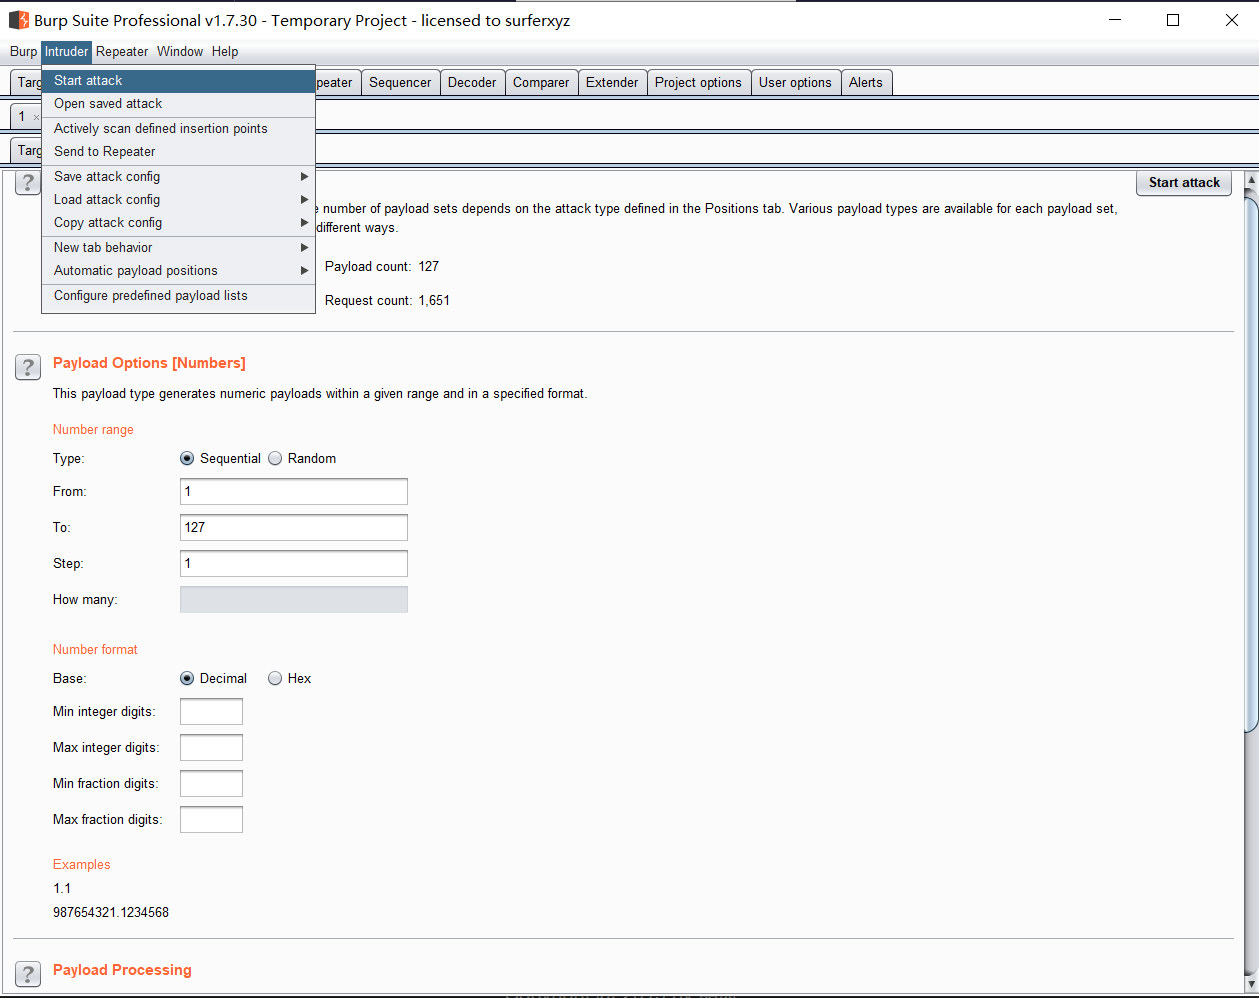 Burp Suite Professional v1.7.30 - Temporary Project - licensed to surferxyz
Burp Intruder Repeater Window Help
Targ peater Sequencer Decoder Comparer Extender Project options User options Alerts
Start attack
Open saved attack
1 ×
Actively scan defined insertion points
Send to Repeater
Targ
Save attack config
Load attack config
Copy attack config
New tab behavior
Automatic payload positions
Configure predefined payload lists
?
Start attack
e number of payload sets depends on the attack type defined in the Positions tab. Various payload types are available for each payload set,
different ways.
Payload count: 127
Request count: 1,651
? Payload Options [Numbers]
This payload type generates numeric payloads within a given range and in a specified format.
Number range
Type: Sequential Random
From: 1
To: 127
Step: 1
How many:
Number format
Base: Decimal Hex
Min integer digits:
Max integer digits:
Min fraction digits:
Max fraction digits:
Examples
1.1
987654321.1234568
? Payload Processing